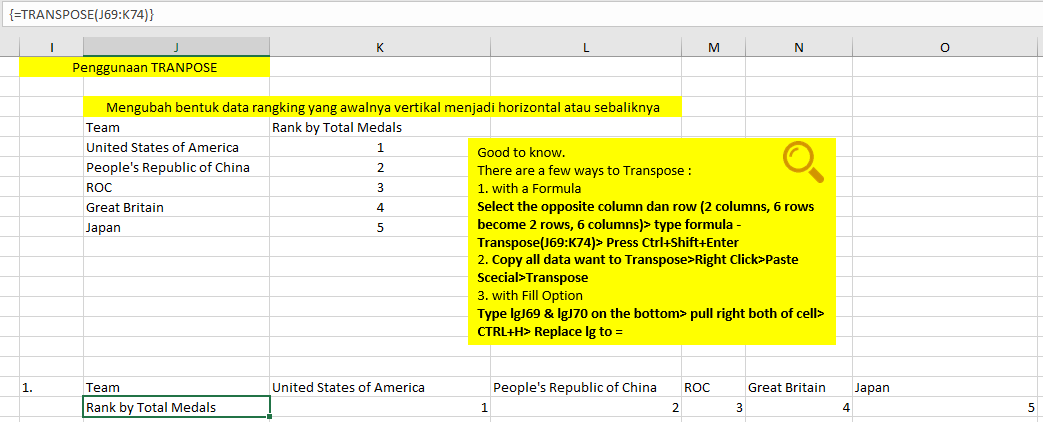 {=TRANSPOSE(J69:K74)}
I J K L M N O
Penggunaan TRANPOSE
Mengubah bentuk data rangking yang awalnya vertikal menjadi horizontal atau sebaliknya
Team Rank by Total Medals
United States of America 1
People's Republic of China 2
ROC 3
Great Britain 4
Japan 5
Good to know.
There are a few ways to Transpose :
1. with a Formula
Select the opposite column dan row (2 columns, 6 rows
become 2 rows, 6 columns)> type formula -
Transpose(J69:K74)> Press Ctrl+Shift+Enter
2. Copy all data want to Transpose>Right Click>Paste
Scecial>Transpose
3. with Fill Option
Type lgJ69 & lgJ70 on the bottom> pull right both of cell>
CTRL+H> Replace lg to =
1. Team United States of America People's Republic of China ROC Great Britain Japan
Rank by Total Medals 1 2 3 4 5